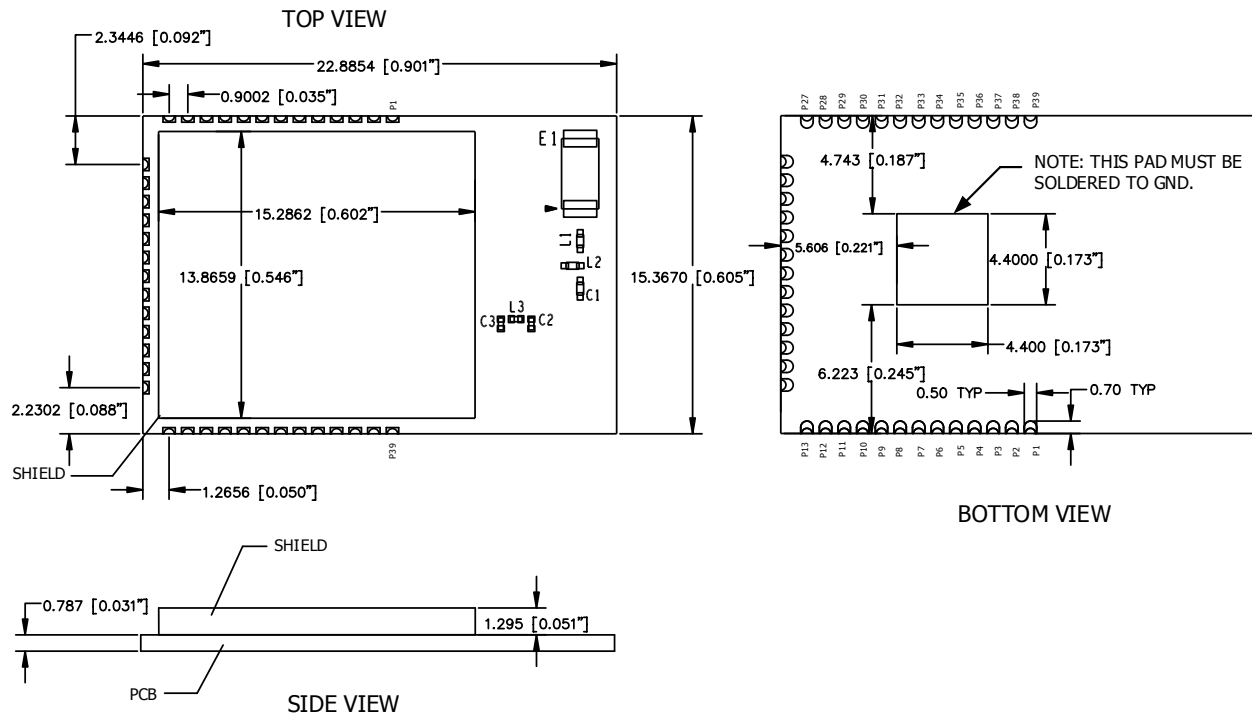 TOP VIEW
2.3446 [0.092"]
22.8854 [0.901"]
0.9002 [0.035"]
P1
E1
15.2862 [0.602"]
13.8659 [0.546"]
L1
L2
C1
L3
C3
C2
15.3670 [0.605"]
2.2302 [0.088"]
P39
SHIELD
1.2656 [0.050"]
P27
P28
P29
P30
P31
P32
P33
P34
P35
P36
P37
P38
P39
4.743 [0.187"]
NOTE: THIS PAD MUST BE
SOLDERED TO GND.
5.606 [0.221"]
4.4000 [0.173"]
4.400 [0.173"]
6.223 [0.245"]
0.50 TYP
0.70 TYP
P13
P12
P11
P10
P9
P8
P7
P6
P5
P4
P3
P2
P1
BOTTOM VIEW
SHIELD
0.787 [0.031"]
1.295 [0.051"]
PCB
SIDE VIEW